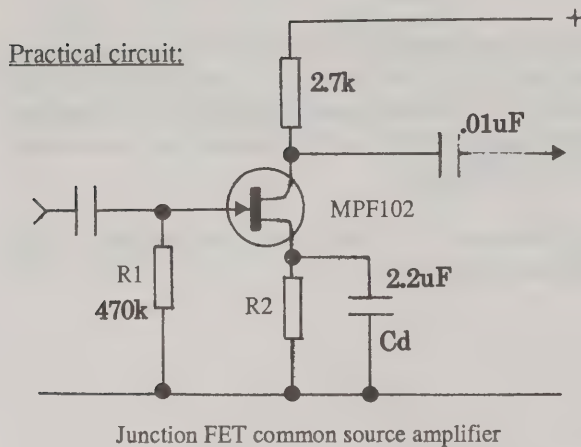 +
Practical circuit:
2.7k
.01uF
MPF102
R1
470k
R2
2.2uF
Cd
Junction FET common source amplifier